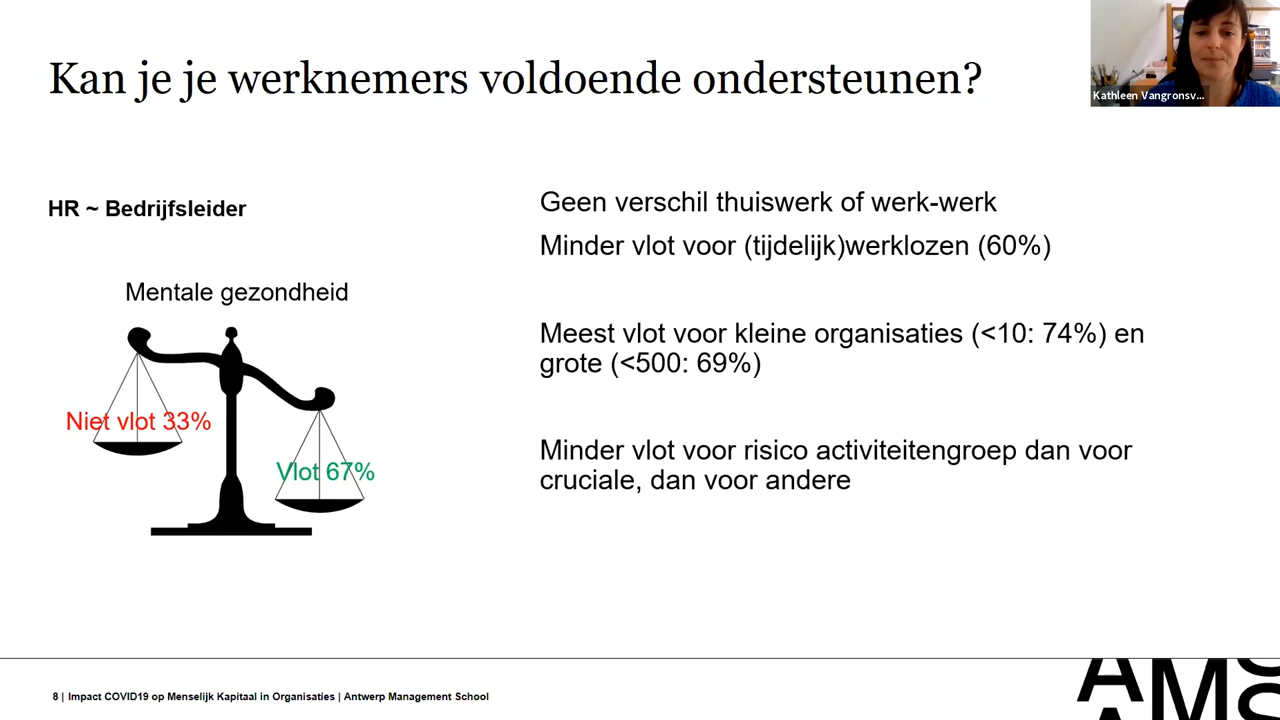 Kan je je werknemers voldoende ondersteunen?
Kathleen Vangronsv...
HR ~ Bedrijfsleider
Mentale gezondheid
Niet vlot 33%
Vlot 67%
Geen verschil thuiswerk of werk-werk
Minder vlot voor (tijdelijk)werklozen (60%)
Meest vlot voor kleine organisaties (<10: 74%) en
grote (<500: 69%)
Minder vlot voor risico activiteitengroep dan voor
cruciale, dan voor andere
8 | Impact COVID19 op Menselijk Kapitaal in Organisaties | Antwerp Management School
AMS